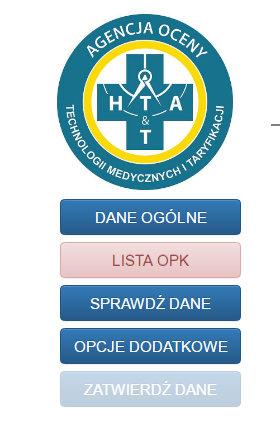 AGENCJA OCENY
TECHNOLOGII MEDYCZNYCH I TARYFIKACJI
H T A
&
T
DANE OGÓLNE
LISTA OPK
SPRAWDŹ DANE
OPCJE DODATKOWE
ZATWIERDŹ DANE